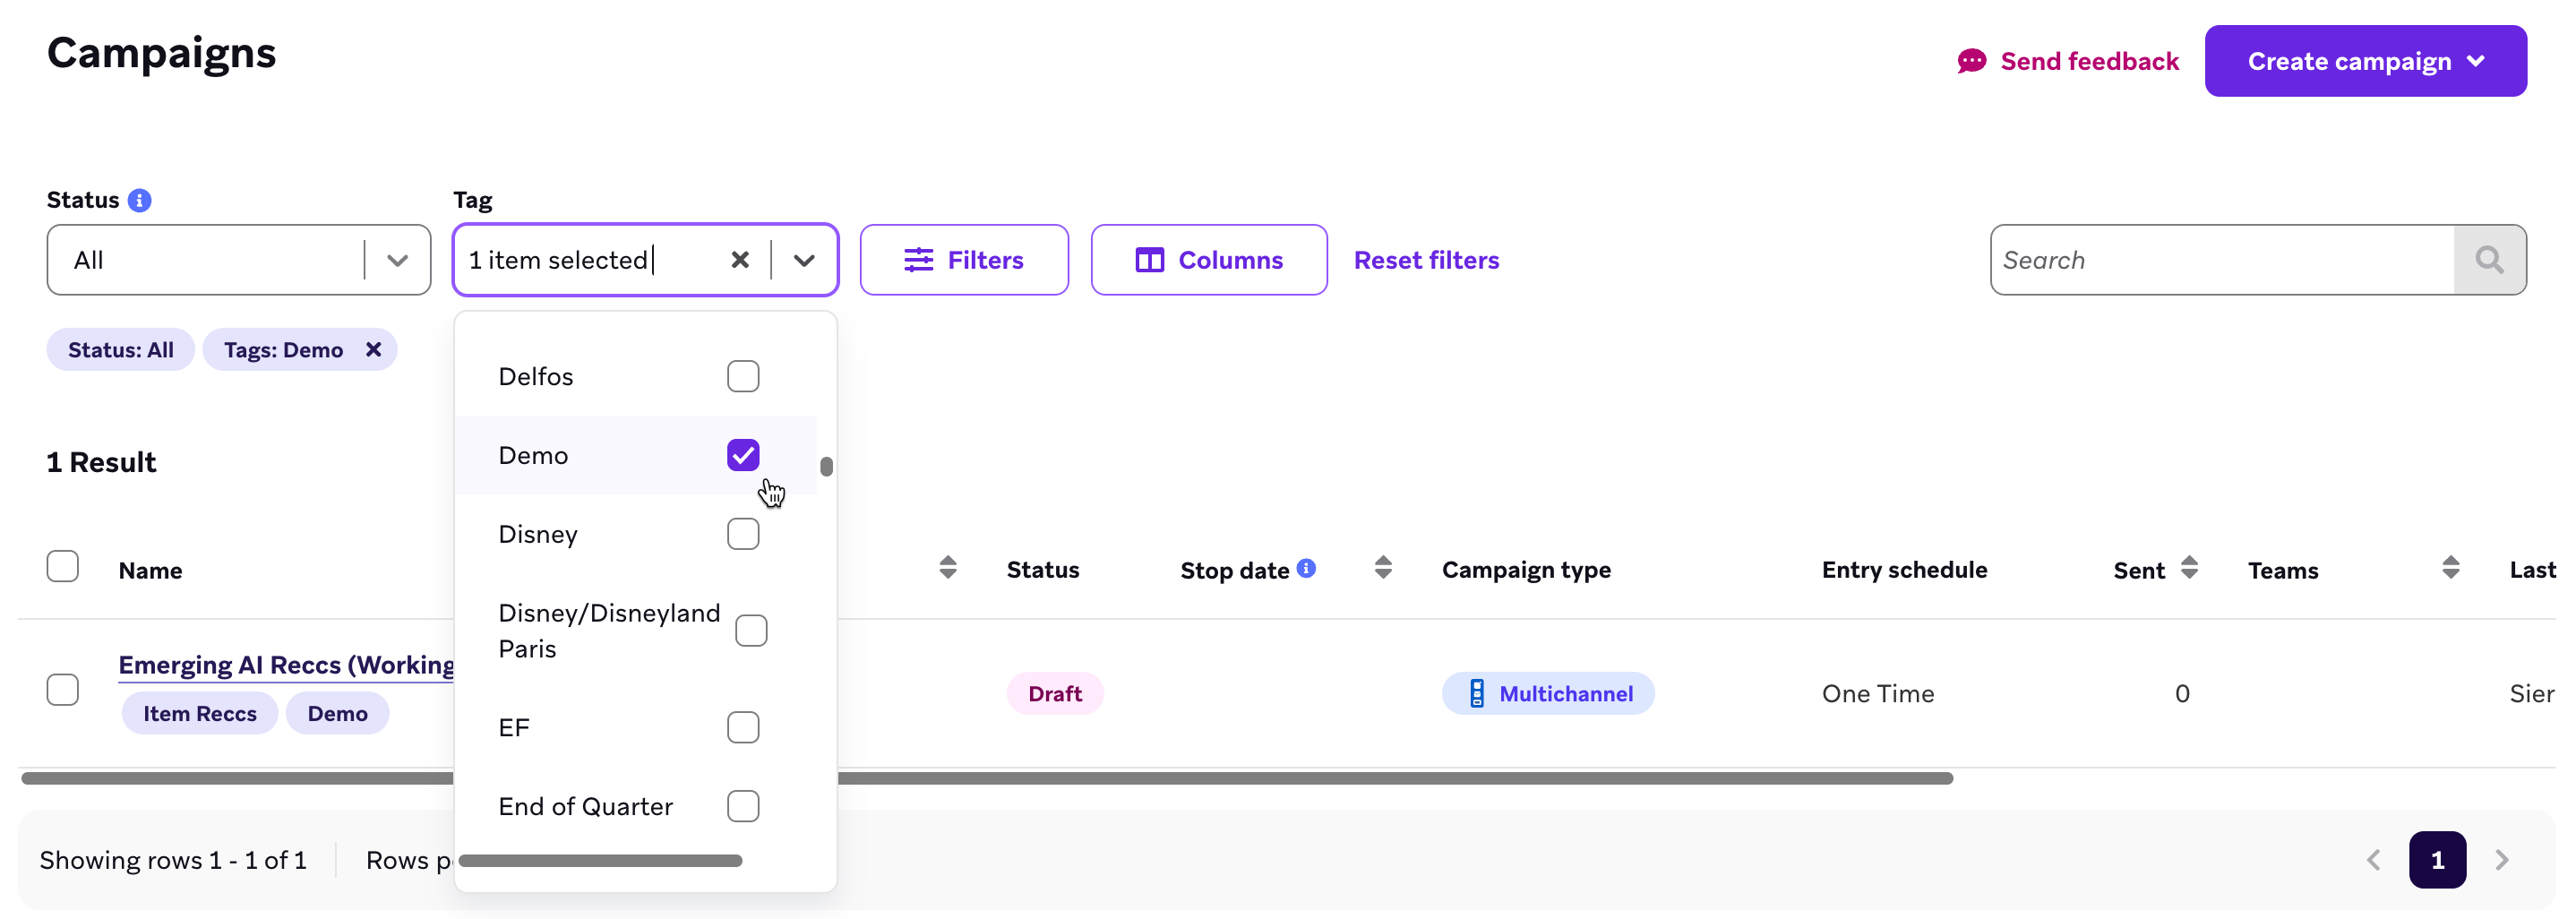 Campaigns
Send feedback
Create campaign
Status
Tag
All
1 item selected
Filters
Columns
Reset filters
Search
Status: All
Tags: Demo
Delfos
Demo
1 Result
Disney
Name
Status
Stop date
Campaign type
Entry schedule
Sent
Teams
Last
Disney/Disneyland
Paris
Emerging AI Reccs (Working
Item Reccs
Demo
Draft
Multichannel
One Time
0
Sier
EF
End of Quarter
Showing rows 1 - 1 of 1
Rows
1